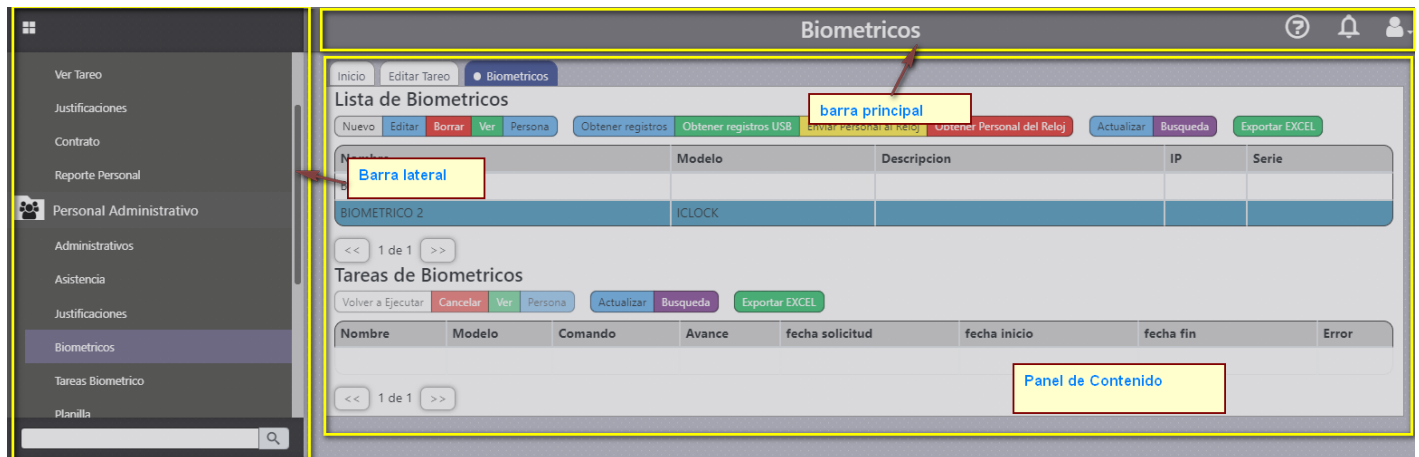 Biometricos
Ver Tareo
Justificaciones
Contrato
Reporte Personal
Personal Administrativo
Administrativos
Asistencia
Justificaciones
Biometricos
Tareas Biometrico
Planilla
Barra lateral
barra principal
Inicio Editar Tareo Biometricos
Lista de Biometricos
Nuevo Editar Borrar Ver Persona Obtener registros Obtener registros USB Enviar Personal al Reloj Obtener Personal del Reloj Actualizar Busqueda Exportar EXCEL
Nombre Modelo Descripcion IP Serie
BIOMETRICO 2 ICLOCK
<< 1 de 1 >>
Tareas de Biometricos
Volver a Ejecutar Cancelar Ver Persona Actualizar Busqueda Exportar EXCEL
Nombre Modelo Comando Avance fecha solicitud fecha inicio fecha fin Error
Panel de Contenido
<< 1 de 1 >>